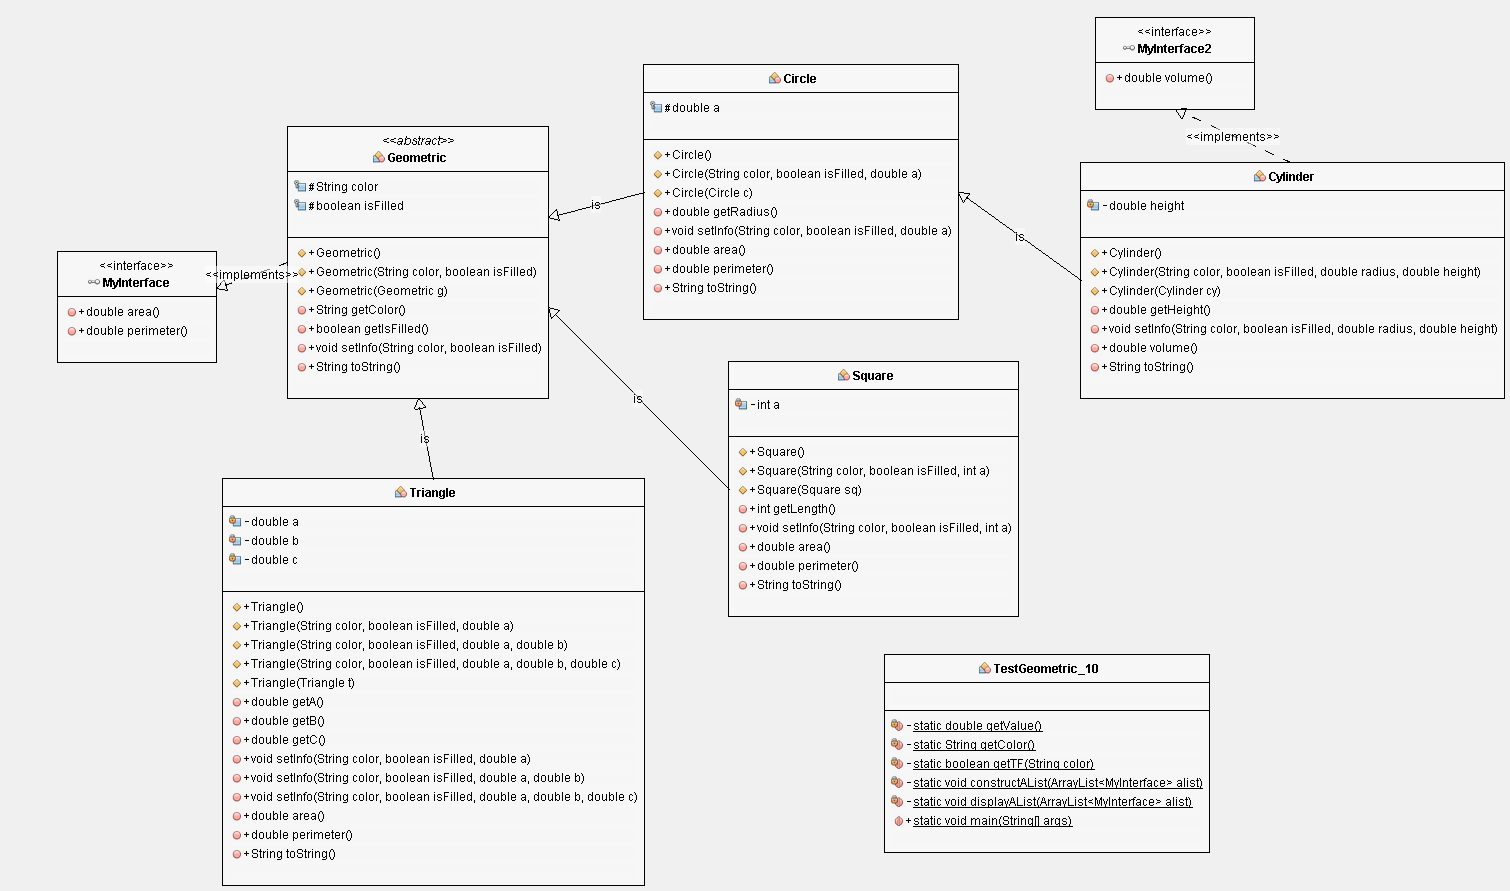 <<interface>>
MyInterface
+double area()
+double perimeter()
<<implements>>
<<abstract>>
Geometric
#String color
#boolean isFilled
+Geometric()
+Geometric(String color, boolean isFilled)
+Geometric(Geometric g)
+String getColor()
+boolean getIsFilled()
+void setInfo(String color, boolean isFilled)
+String toString()
is
Circle
#double a
+Circle()
+Circle(String color, boolean isFilled, double a)
+Circle(Circle c)
+double getRadius()
+void setInfo(String color, boolean isFilled, double a)
+double area()
+double perimeter()
+String toString()
is
<<interface>>
MyInterface2
+double volume()
<<implements>>
Cylinder
-double height
+Cylinder()
+Cylinder(String color, boolean isFilled, double radius, double height)
+Cylinder(Cylinder cy)
+double getHeight()
+void setInfo(String color, boolean isFilled, double radius, double height)
+double volume()
+String toString()
is
Square
-int a
+Square()
+Square(String color, boolean isFilled, int a)
+Square(Square sq)
+int getLength()
+void setInfo(String color, boolean isFilled, int a)
+double area()
+double perimeter()
+String toString()
is
Triangle
-double a
-double b
-double c
+Triangle()
+Triangle(String color, boolean isFilled, double a)
+Triangle(String color, boolean isFilled, double a, double b)
+Triangle(String color, boolean isFilled, double a, double b, double c)
+Triangle(Triangle t)
+double getA()
+double getB()
+double getC()
+void setInfo(String color, boolean isFilled, double a)
+void setInfo(String color, boolean isFilled, double a, double b)
+void setInfo(String color, boolean isFilled, double a, double b, double c)
+double area()
+double perimeter()
+String toString()
TestGeometric_10
-static double getValue()
-static String getColor()
-static boolean getTF(String color)
-static void constructAList(ArrayList<MyInterface> alist)
-static void displayAList(ArrayList<MyInterface> alist)
+static void main(String[] args)